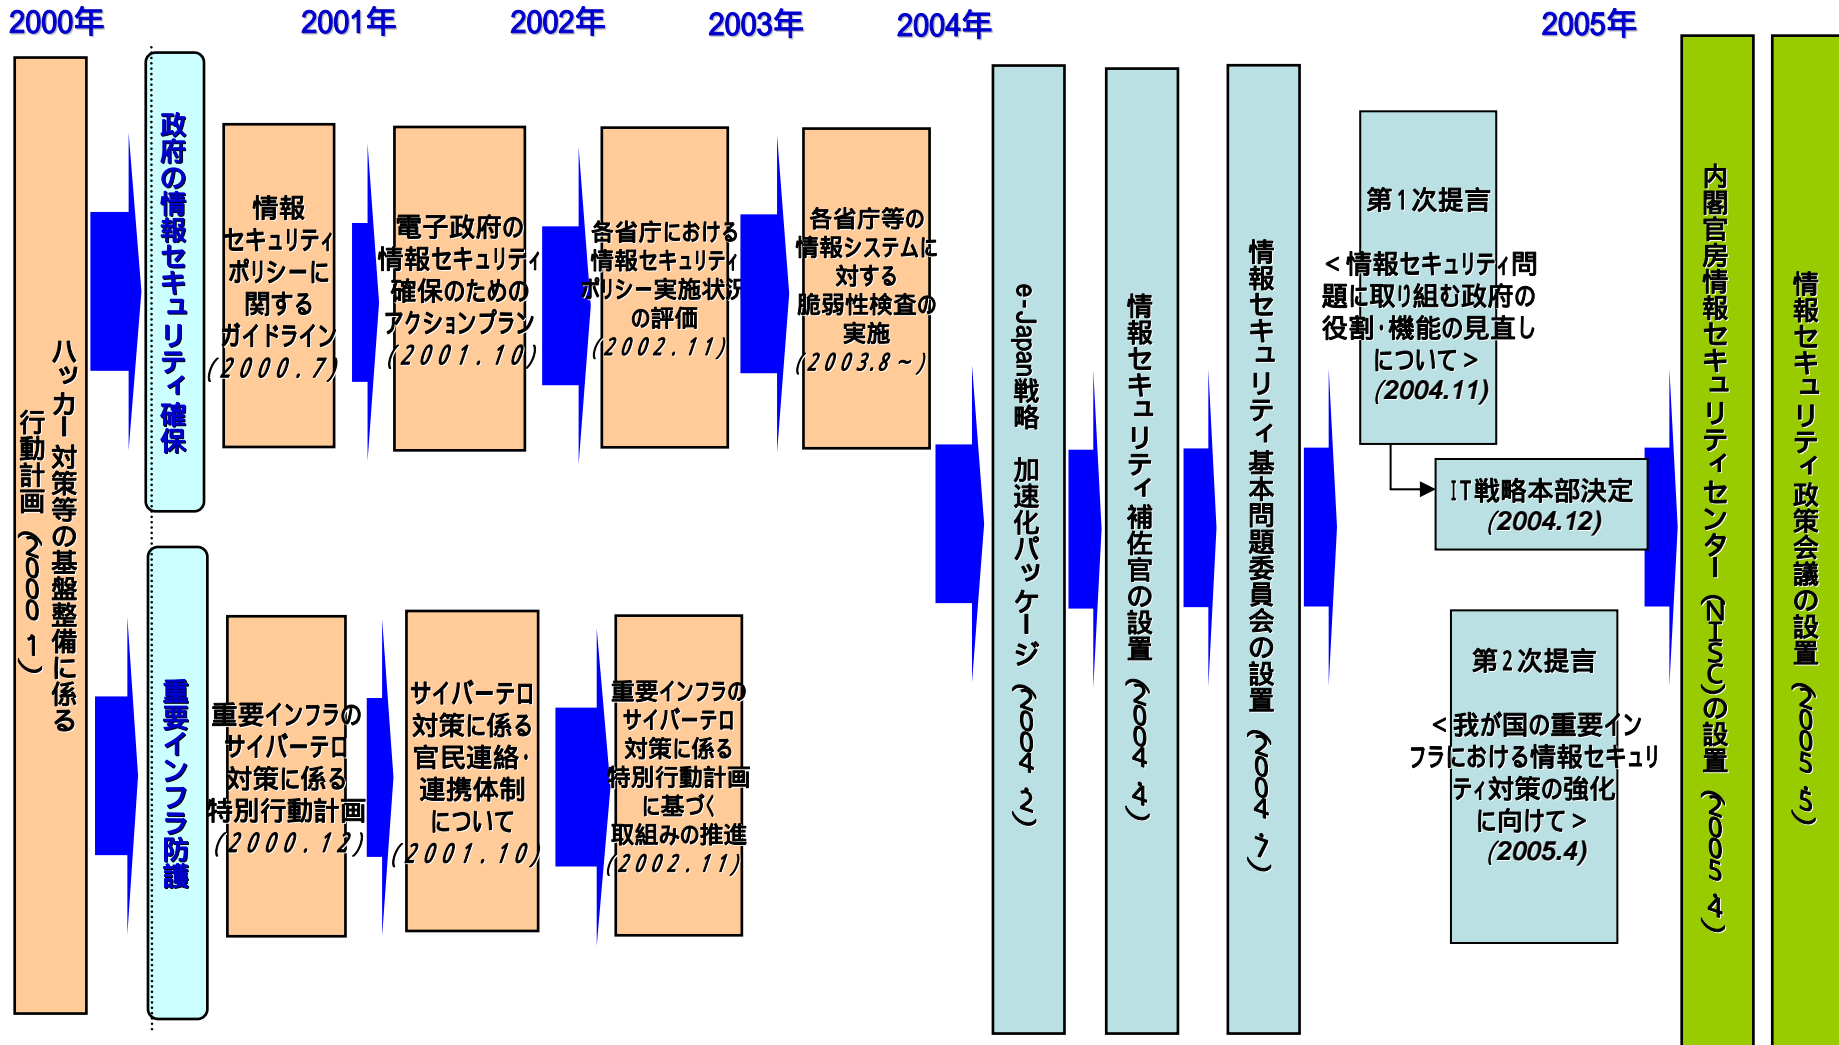 2000年
2001年
2002年
2003年
2004年
2005年
ハッカー対策等の基盤整備に係る
行動計画(2000.1)
政府の情報セキュリティ確保
情報
セキュリティ
ポリシーに
関する
ガイドライン
(2000.7)
電子政府の
情報セキュリティ
確保のための
アクションプラン
(2001.10)
各省庁における
情報セキュリティ
ポリシー実施状況
の評価
(2002.11)
各省庁等の
情報システムに
対する
脆弱性検査の
実施
(2003.8~)
重要インフラ防護
重要インフラの
サイバーテロ
対策に係る
特別行動計画
(2000.12)
サイバーテロ
対策に係る
官民連絡・
連携体制
について
(2001.10)
重要インフラの
サイバーテロ
対策に係る
特別行動計画
に基づく
取組みの推進
(2002.11)
e-Japan戦略 加速化パッケージ(2004.2)
情報セキュリティ補佐官の設置(2004.4)
情報セキュリティ基本問題委員会の設置(2004.7)
第1次提言
<情報セキュリティ問
題に取り組む政府の
役割・機能の見直し
について>
(2004.11)
IT戦略本部決定
(2004.12)
第2次提言
<我が国の重要イン
フラにおける情報セキュリ
ティ対策の強化
に向けて>
(2005.4)
内閣官房情報セキュリティセンター(NISC)の設置(2005.4)
情報セキュリティ政策会議の設置(2005.5)